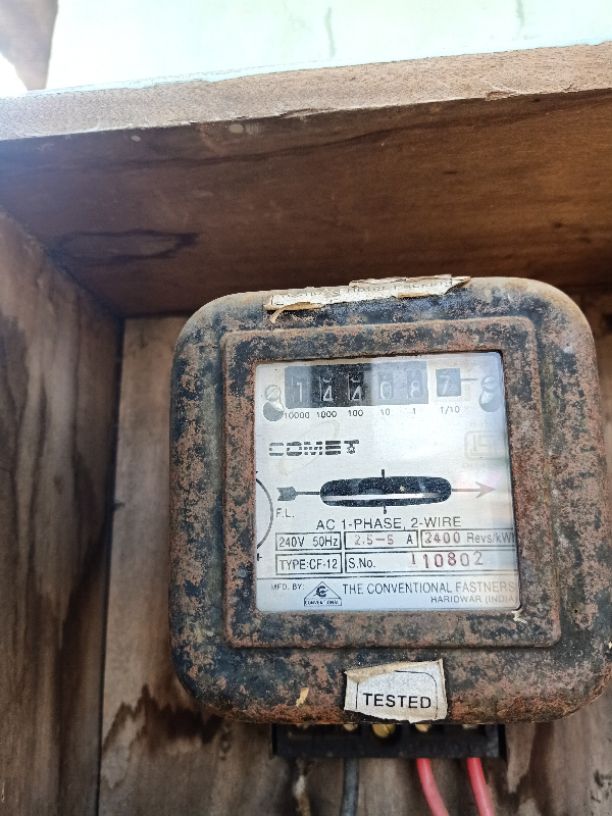 1 4 4 0 8 7
10000 1000 100 10 1 1/10
COMET
F.L.
AC 1-PHASE, 2-WIRE
240V 50Hz 2.5-5 A 2400 Revs/kWh
TYPE:CF-12 S.No. 110802
MFD. BY: THE CONVENTIONAL FASTNERS
HARIDWAR (INDIA)
TESTED